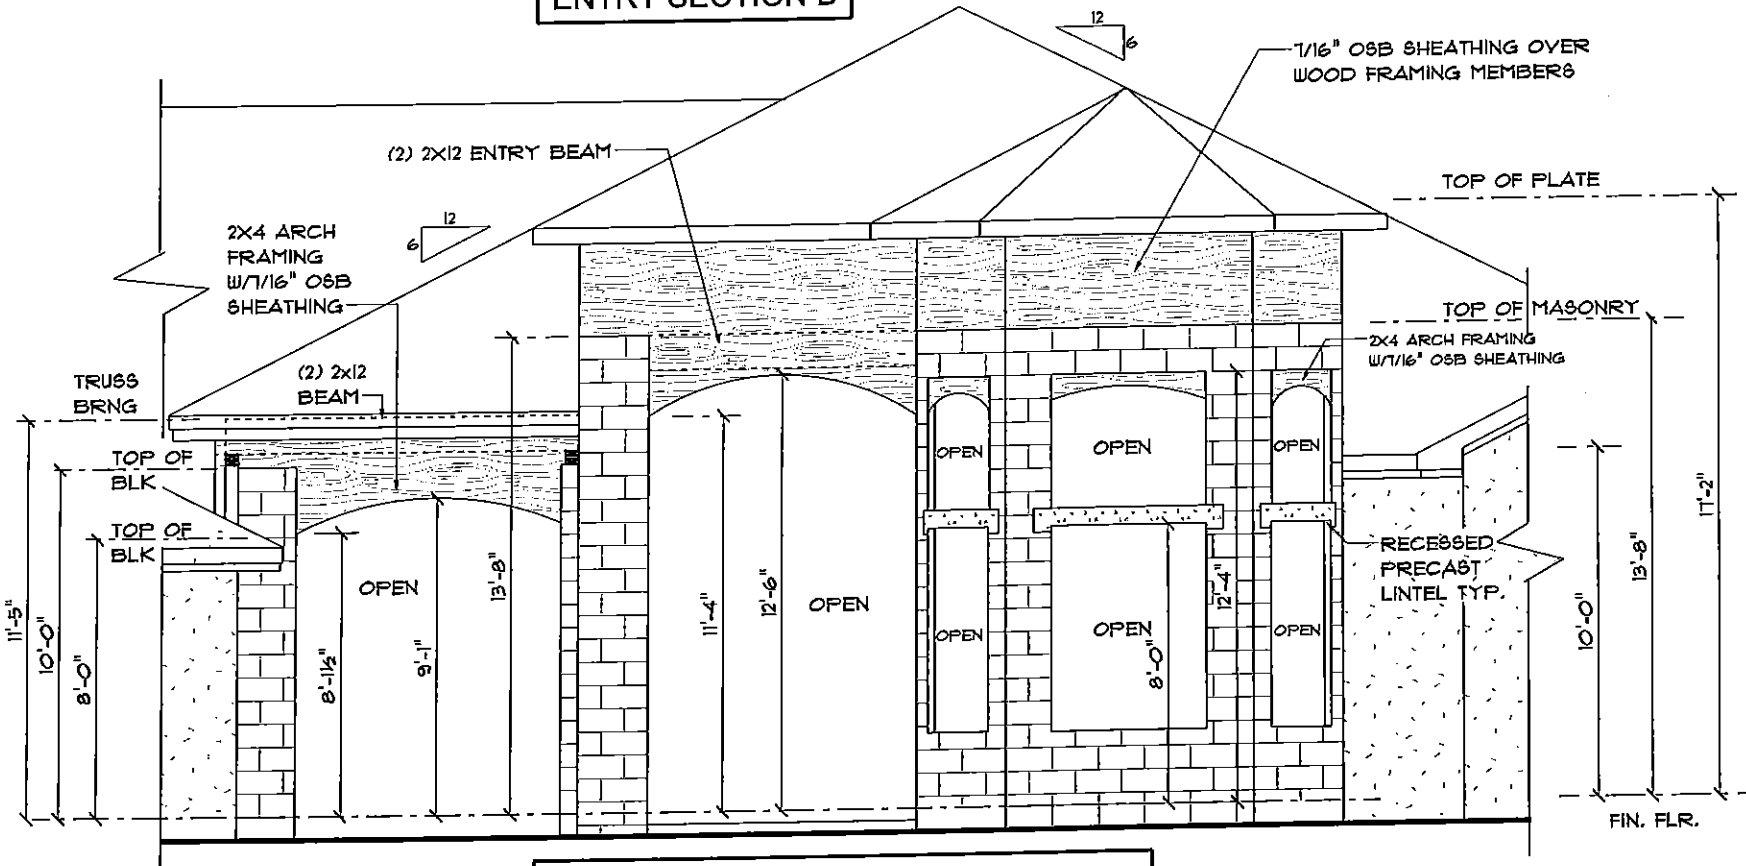 ENTRY SECTION B
12
6
7/16" OSB SHEATHING OVER
WOOD FRAMING MEMBERS
(2) 2X12 ENTRY BEAM
TOP OF PLATE
12
6
2X4 ARCH
FRAMING
W/7/16" OSB
SHEATHING
TOP OF MASONRY
2X4 ARCH FRAMING
W/7/16" OSB SHEATHING
TRUSS
BRNG
(2) 2x12
BEAM
TOP OF
BLK
TOP OF
BLK
OPEN
OPEN
OPEN
OPEN
OPEN
OPEN
OPEN
OPEN
RECESSED
PRECAST
LINTEL TYP.
11'-5"
10'-0"
8'-0"
8'-11½"
9'-1"
13'-8"
11'-4"
12'-6"
8'-0"
12'-4"
10'-0"
13'-8"
17'-2"
FIN. FLR.